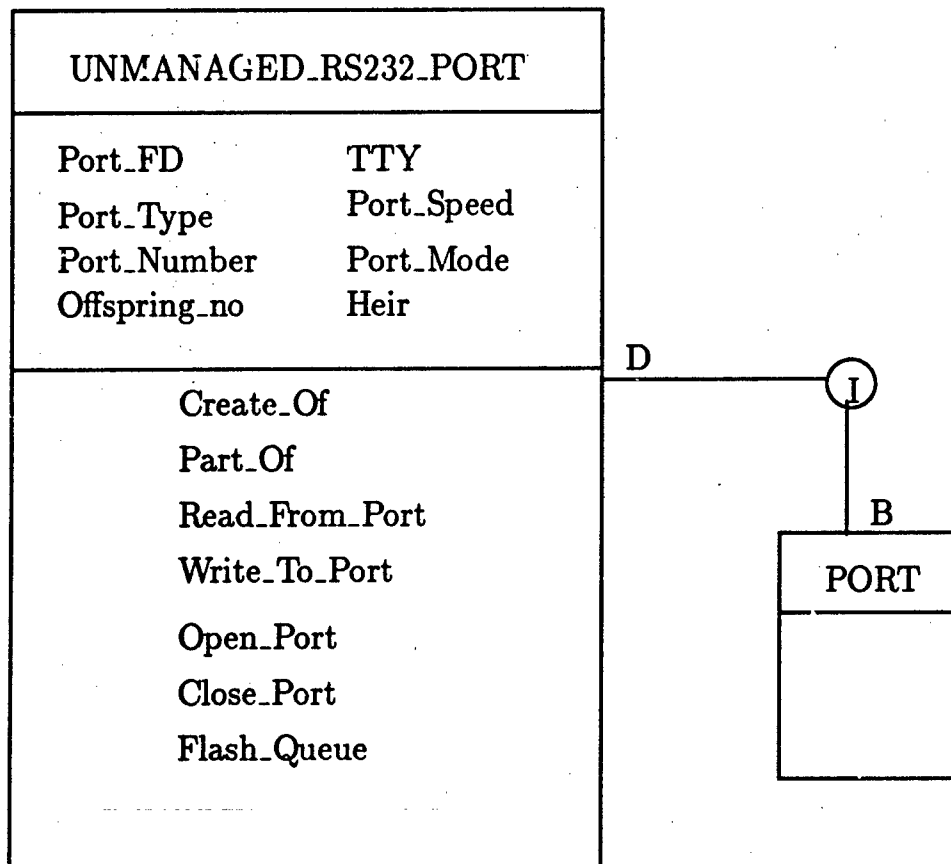 UNMANAGED_RS232_PORT
Port_FD TTY
Port_Type Port_Speed
Port_Number Port_Mode
Offspring_no Heir
D
I
Create_Of
Part_Of
Read_From_Port
Write_To_Port
Open_Port
Close_Port
Flash_Queue
B
PORT